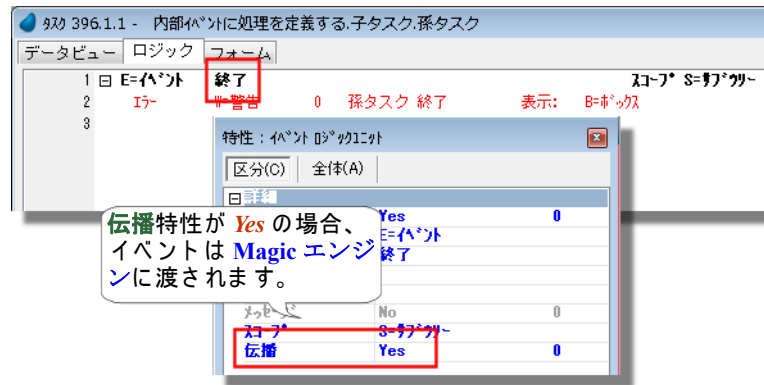 タスク 396.1.1 - 内部ｲﾍﾞﾝﾄに処理を定義する.子タスク.孫タスク
データビュー ロジック フォーム
1 E=ｲﾍﾞﾝﾄ 終了 ｽｺｰﾌﾟ S=ｻﾌﾞﾂﾘｰ
2 ｴﾗｰ W=警告 0 孫タスク 終了 表示: B=ﾎﾞｯｸｽ
3
特性 : ｲﾍﾞﾝﾄ ﾛｼﾞｯｸﾕﾆｯﾄ
区分(C) 全体(A)
詳細
Yes 0
E=ｲﾍﾞﾝﾄ
終了
伝播特性が Yes の場合、
イベントは Magic エンジ
ンに渡されます。
No 0
ｽｺｰﾌﾟ S=ｻﾌﾞﾂﾘｰ
伝播 Yes 0